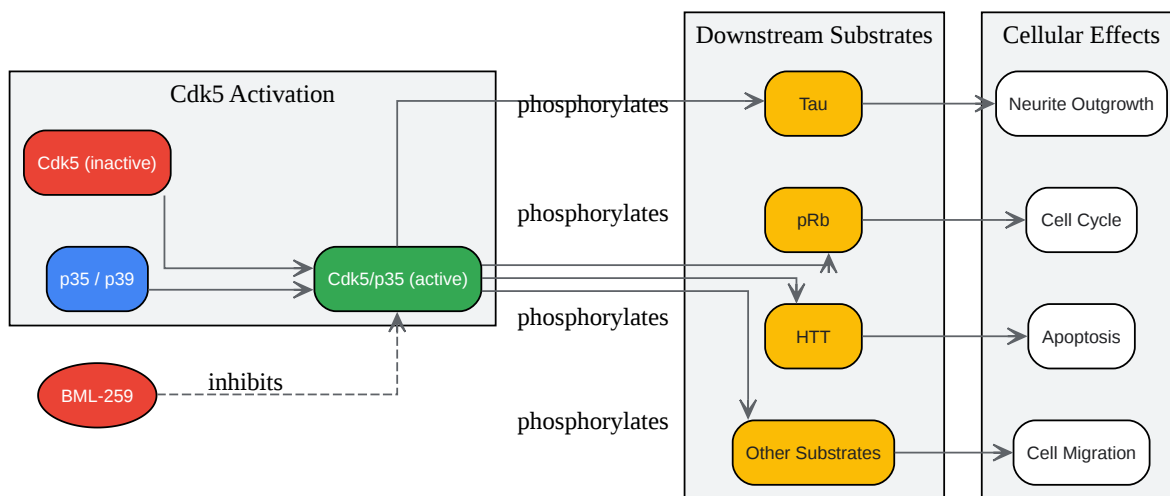 Downstream Substrates
Cellular Effects
Cdk5 Activation
phosphorylates
Tau
Neurite Outgrowth
Cdk5 (inactive)
phosphorylates
pRb
Cell Cycle
p35 / p39
Cdk5/p35 (active)
phosphorylates
HTT
Apoptosis
inhibits
BML-259
phosphorylates
Other Substrates
Cell Migration